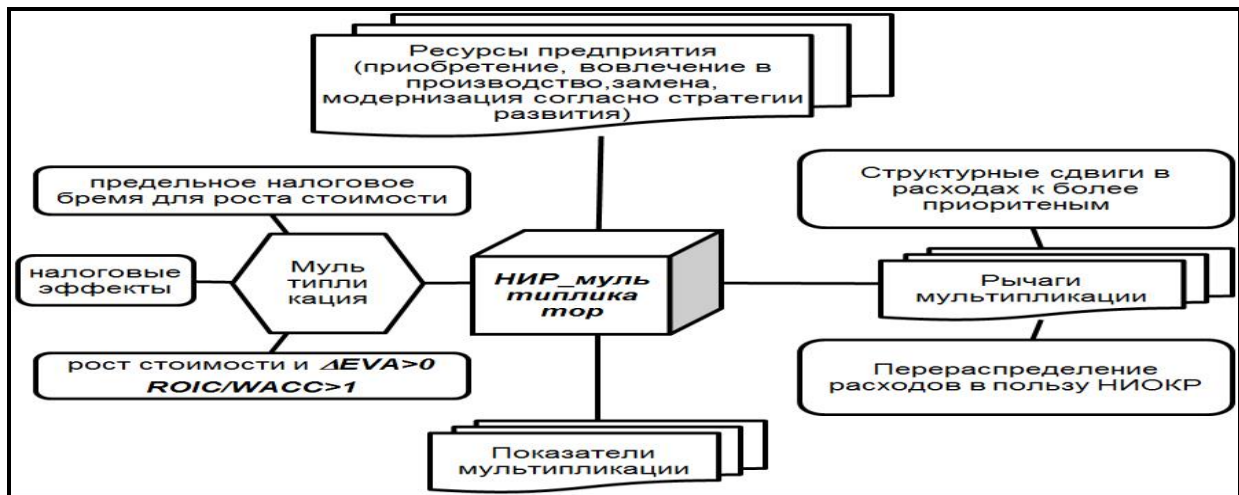 Ресурсы предприятия
(приобретение, вовлечение в
производство,замена,
модернизация согласно стратегии
развития)
предельное налоговое
бремя для роста стоимости
налоговые
эффекты
Муль
типли
кация
рост стоимости и ΔEVA>0
ROIC/WACC>1
НИР_муль
типлика
тор
Структурные сдвиги в
расходах к более
приоритеным
Рычаги
мультипликации
Перераспределение
расходов в пользу НИОКР
Показатели
мультипликации